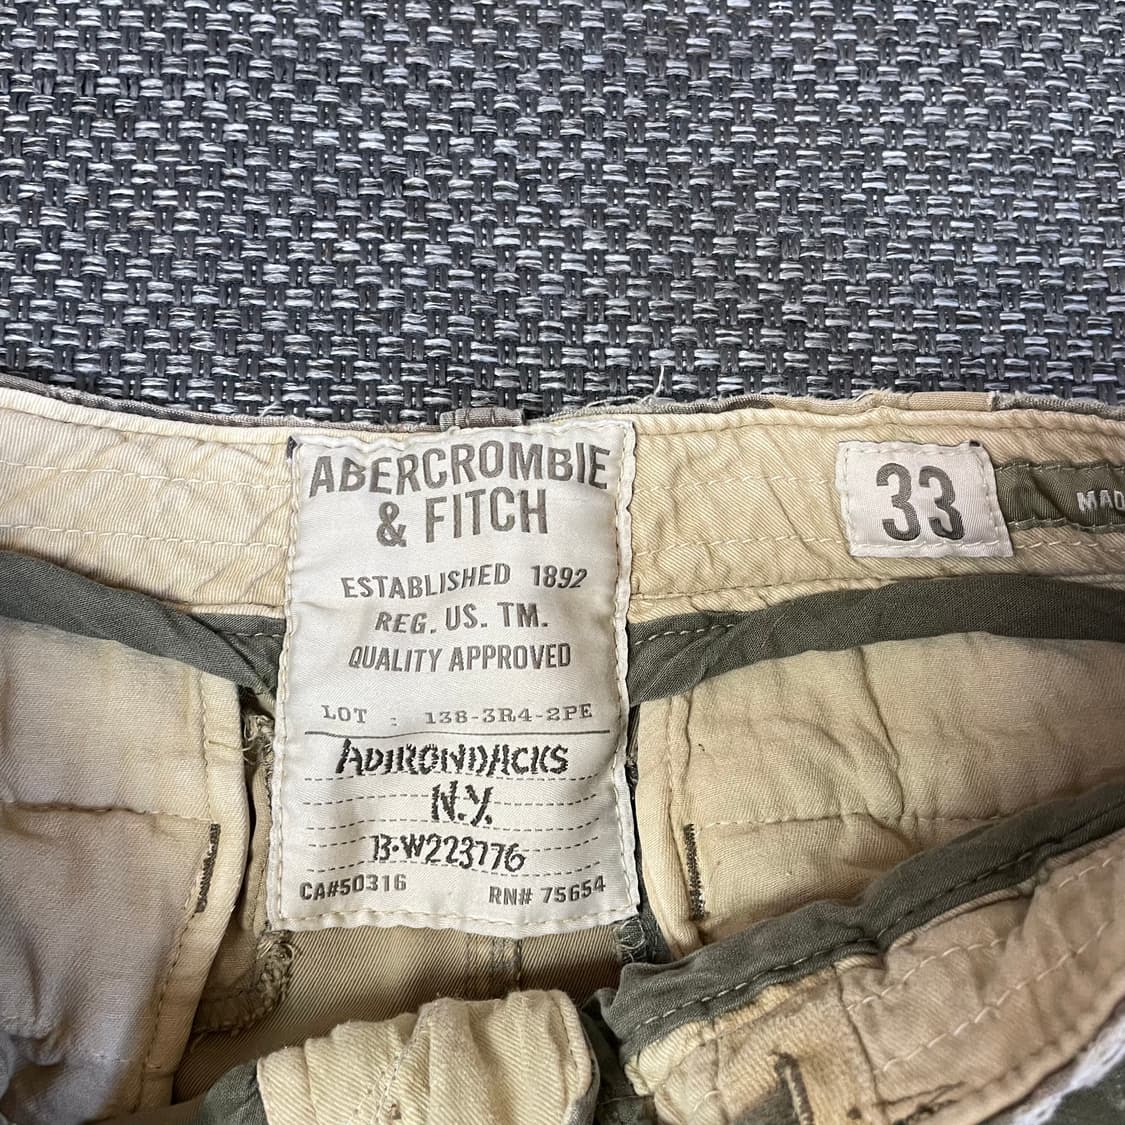 ABERCROMBIE
& FITCH
ESTABLISHED 1892
REG. US. TM.
QUALITY APPROVED
LOT : 138-3R4-2PE
ADIRONDACKS
N.Y.
B·W223776
CA#50316 RN# 75654
33
MAD